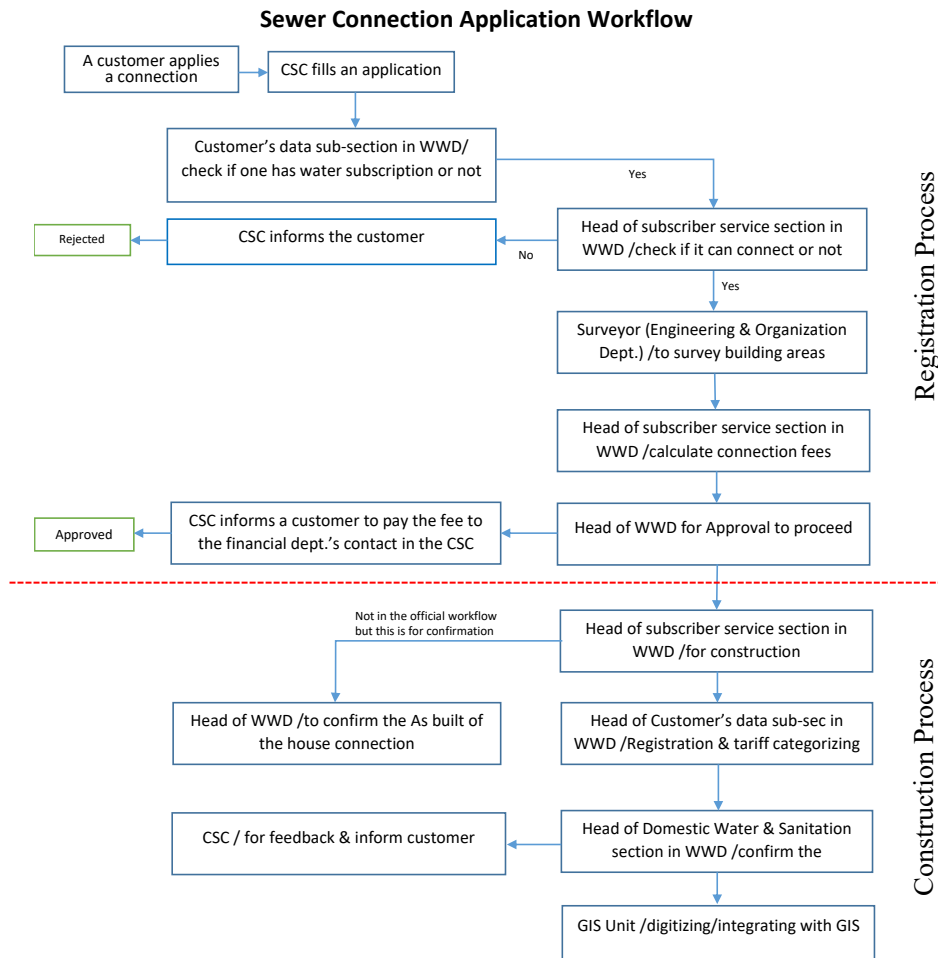 Sewer Connection Application Workflow
A customer applies
a connection
CSC fills an application
Customer’s data sub-section in WWD/
check if one has water subscription or not
Yes
Rejected
CSC informs the customer
No
Head of subscriber service section in
WWD /check if it can connect or not
Yes
Surveyor (Engineering & Organization
Dept.) /to survey building areas
Head of subscriber service section in
WWD /calculate connection fees
Approved
CSC informs a customer to pay the fee to
the financial dept.’s contact in the CSC
Head of WWD for Approval to proceed
Registration Process
Not in the official workflow
but this is for confirmation
Head of subscriber service section in
WWD /for construction
Head of WWD /to confirm the As built of
the house connection
Head of Customer’s data sub-sec in
WWD /Registration & tariff categorizing
CSC / for feedback & inform customer
Head of Domestic Water & Sanitation
section in WWD /confirm the
GIS Unit /digitizing/integrating with GIS
Construction Process